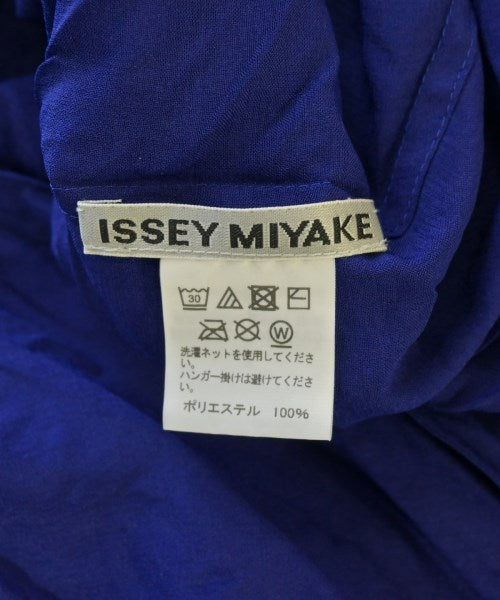 ISSEY MIYAKE
30
W
洗濯ネットを使用してくださ
い。
ハンガー掛けは避けてくださ
い。
ポリエステル 100%